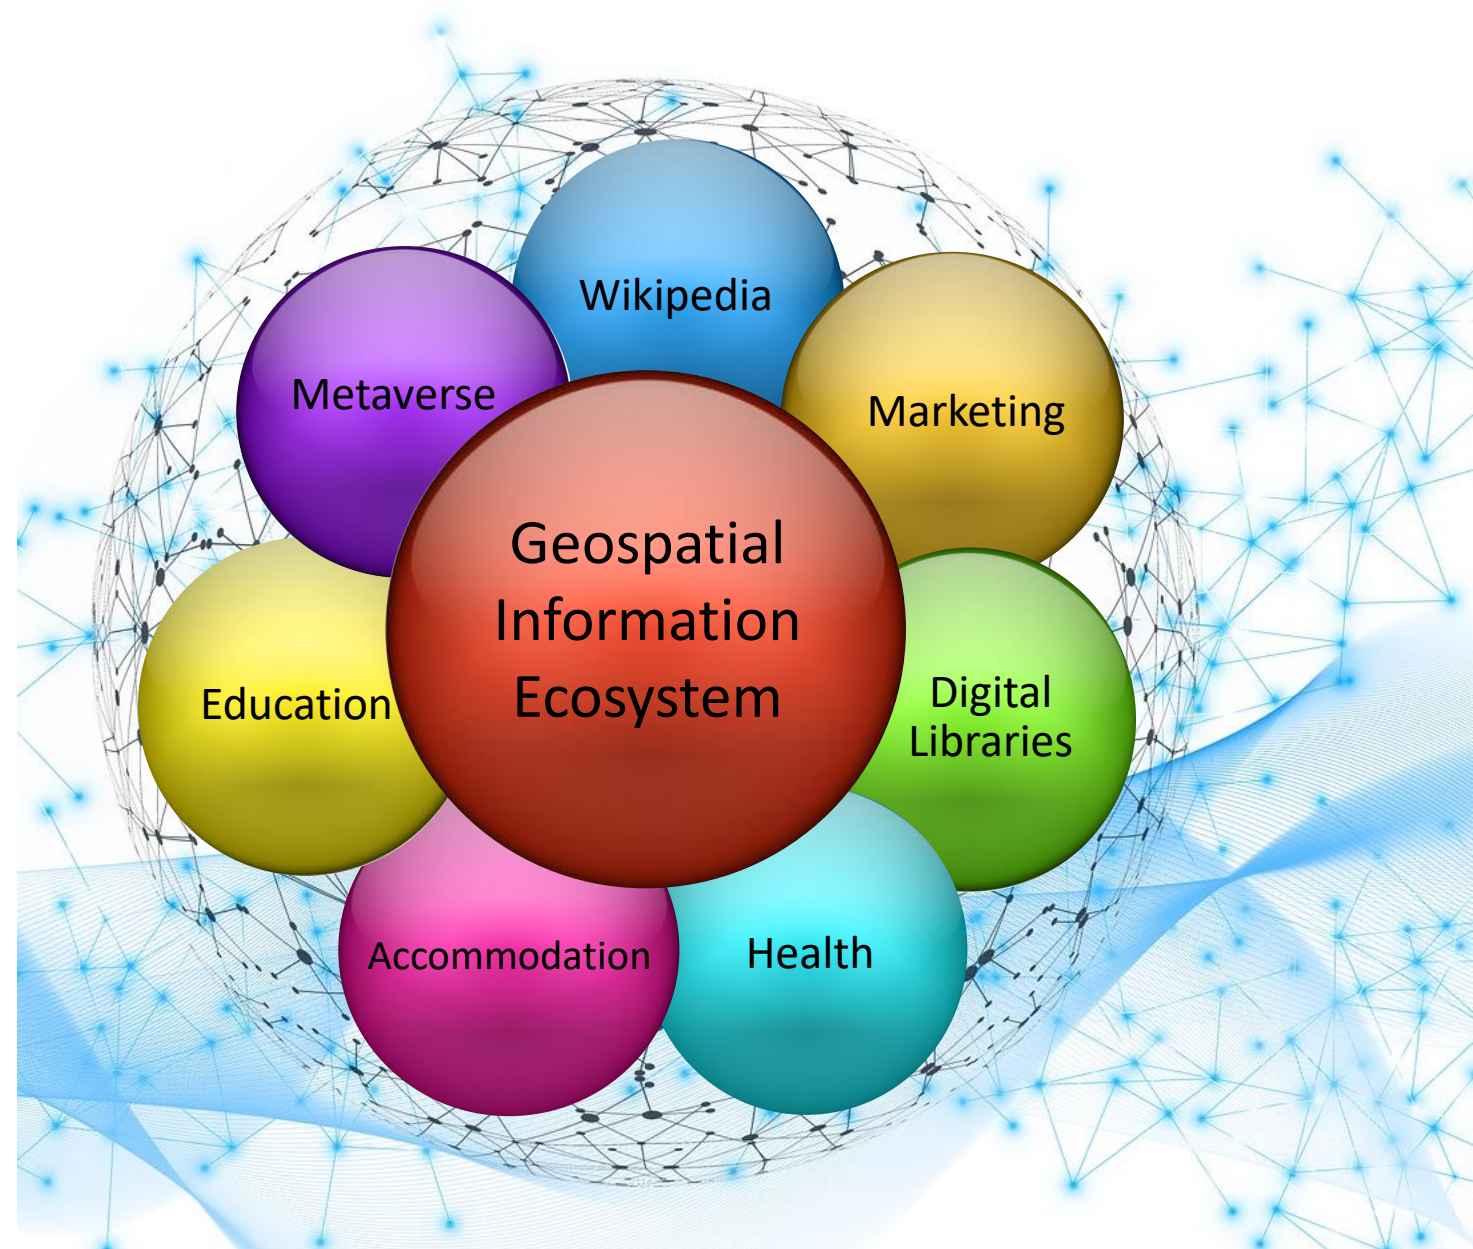 Wikipedia
Metaverse
Marketing
Geospatial
Information
Ecosystem
Education
Digital
Libraries
Accommodation
Health